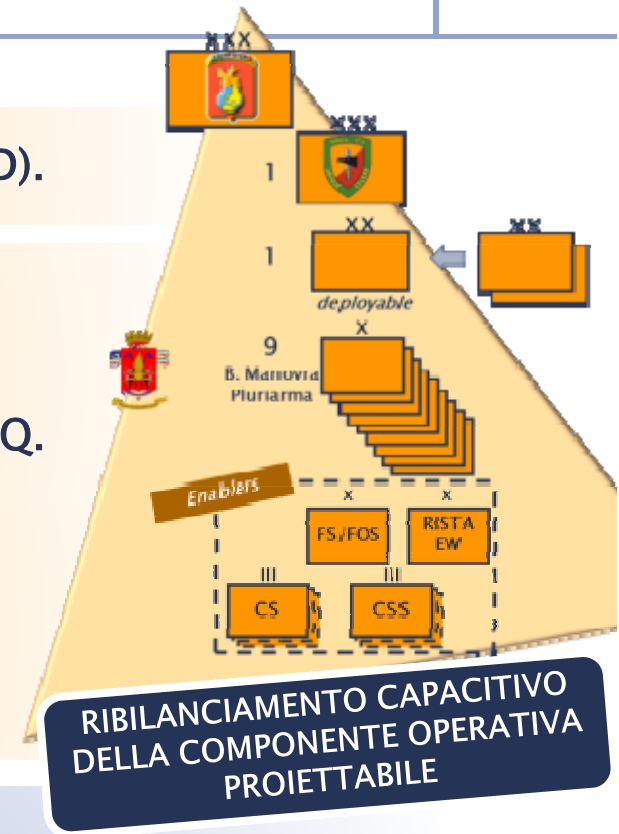 XXX
D).
XXX
1
XX
XX
1
deployable
X
9
B. Manovra
Pluriarma
Q.
Enablers
X
X
FS/FOS
RISTA
EW
III
III
CS
CSS
RIBILANCIAMENTO CAPACITIVO
DELLA COMPONENTE OPERATIVA
PROIETTABILE